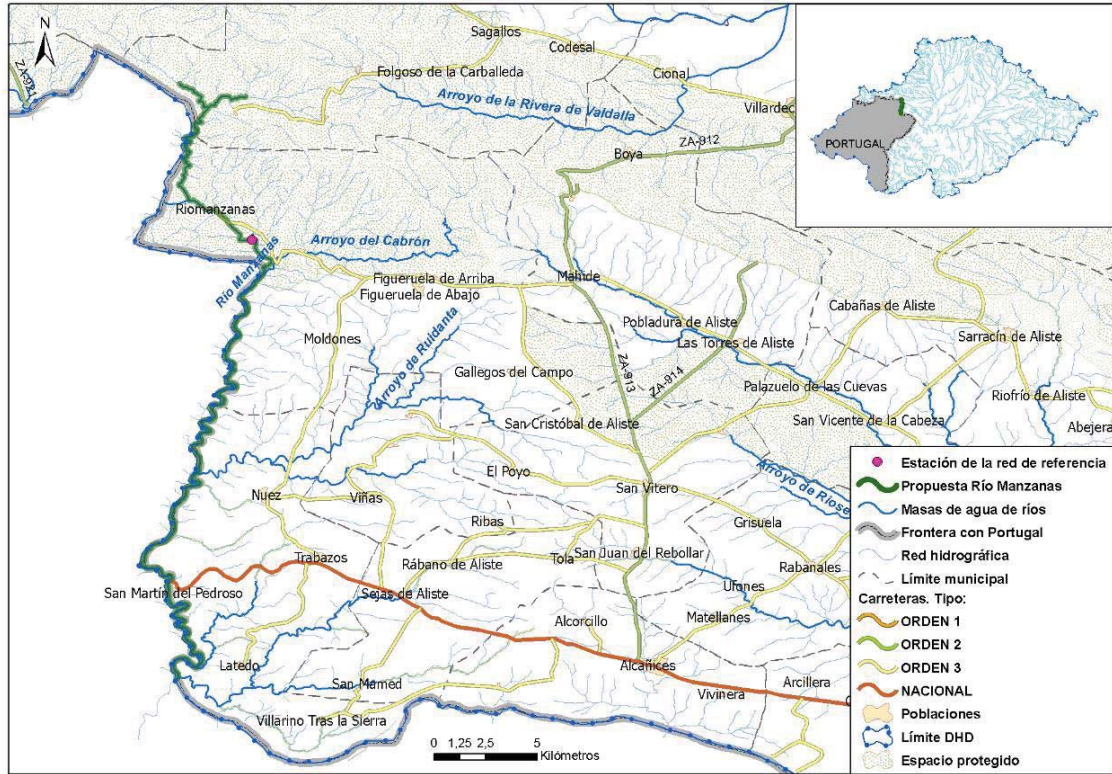 N
ZA-921
Sagallos
Codesal
Folgoso de la Carballeda
Cional
Arroyo de la Rivera de Valdalla
Villardec
ZA-912
Boya
PORTUGAL
Riomanzanas
Río Manzanas
Arroyo del Cabrón
Figueruela de Arriba
Mahide
Figueruela de Abajo
Cabañas de Aliste
Pobladura de Aliste
Moldones
Las Torres de Aliste
Sarracín de Aliste
Arroyo de Ruidanta
Gallegos del Campo
ZA-913
ZA-914
Palazuelo de las Cuevas
Riofrío de Aliste
San Cristóbal de Aliste
San Vicente de la Cabeza
Abejera
El Poyo
Arroyo de Riose
Nuez
Viñas
San Vitero
Ribas
Grisuela
Trabazos
Rábano de Aliste
Tola
San Juan del Rebollar
Rabanales
San Martín del Pedroso
Sejas de Aliste
Ufones
Alcorcillo
Matellanes
Latedo
Alcañices
San Mamed
Vivinera
Arcillera
Villarino Tras la Sierra
0 1,25 2,5 5
Kilómetros
Estación de la red de referencia
Propuesta Río Manzanas
Masas de agua de ríos
Frontera con Portugal
Red hidrográfica
Límite municipal
Carreteras. Tipo:
ORDEN 1
ORDEN 2
ORDEN 3
NACIONAL
Poblaciones
Límite DHD
Espacio protegido